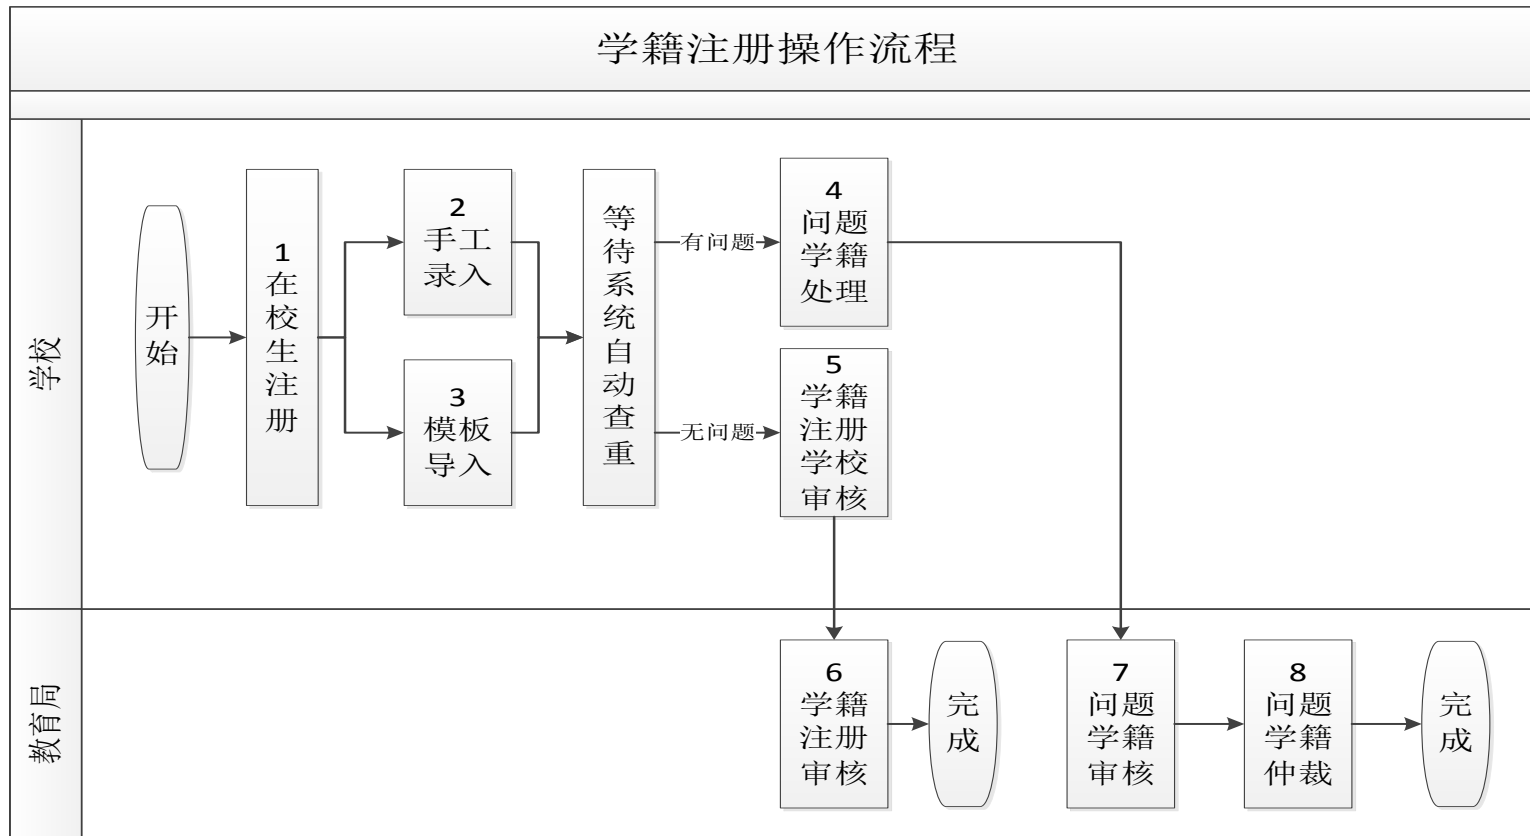 学籍注册操作流程
学校
开
始
1
在
校
生
注
册
2
手工
录入
3
模板
导入
等
待
系
统
自
动
查
重
有问题
无问题
4
问题
学籍
处理
5
学籍
注册
学校
审核
教育局
6
学籍
注册
审核
完
成
7
问题
学籍
审核
8
问题
学籍
仲裁
完
成